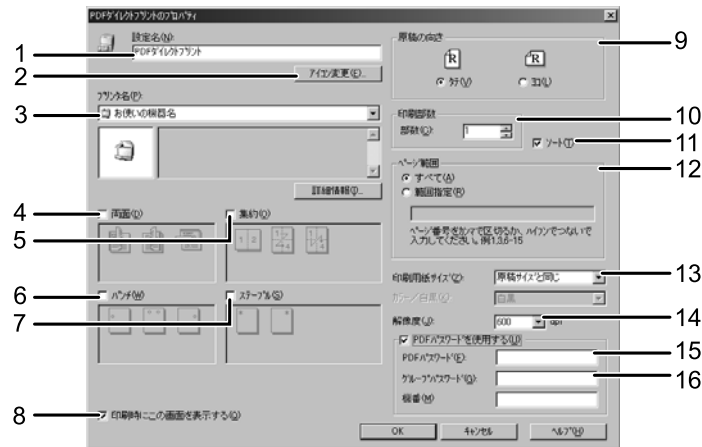 PDFダイレクトプリントのプロパティ
設定名(N):
1
PDFダイレクトプリント
2
アイコン変更(E)...
プリンタ名(P):
3
お使いの機器名
詳細情報(D)...
4
両面(D)
集約(O)
5
1 2
6
パンチ(W)
ステープル(S)
7
8
印刷時にこの画面を表示する(Q)
原稿の向き
9
R
R
タテ(V)
ヨコ(L)
印刷部数
10
部数(C):
1
ソート(T)
11
ページ範囲
12
すべて(A)
範囲指定(R)
ページ番号をカンマで区切るか、ハイフンでつないで
入力してください。例1,3,6-15
印刷用紙サイズ(Z):
原稿サイズと同じ
13
カラー/白黒(K):
白黒
解像度(J):
600
dpi
14
PDFパスワードを使用する(U)
PDFパスワード(F):
15
グループパスワード(G):
16
機番(M)
OK
キャンセル
ヘルプ(H)